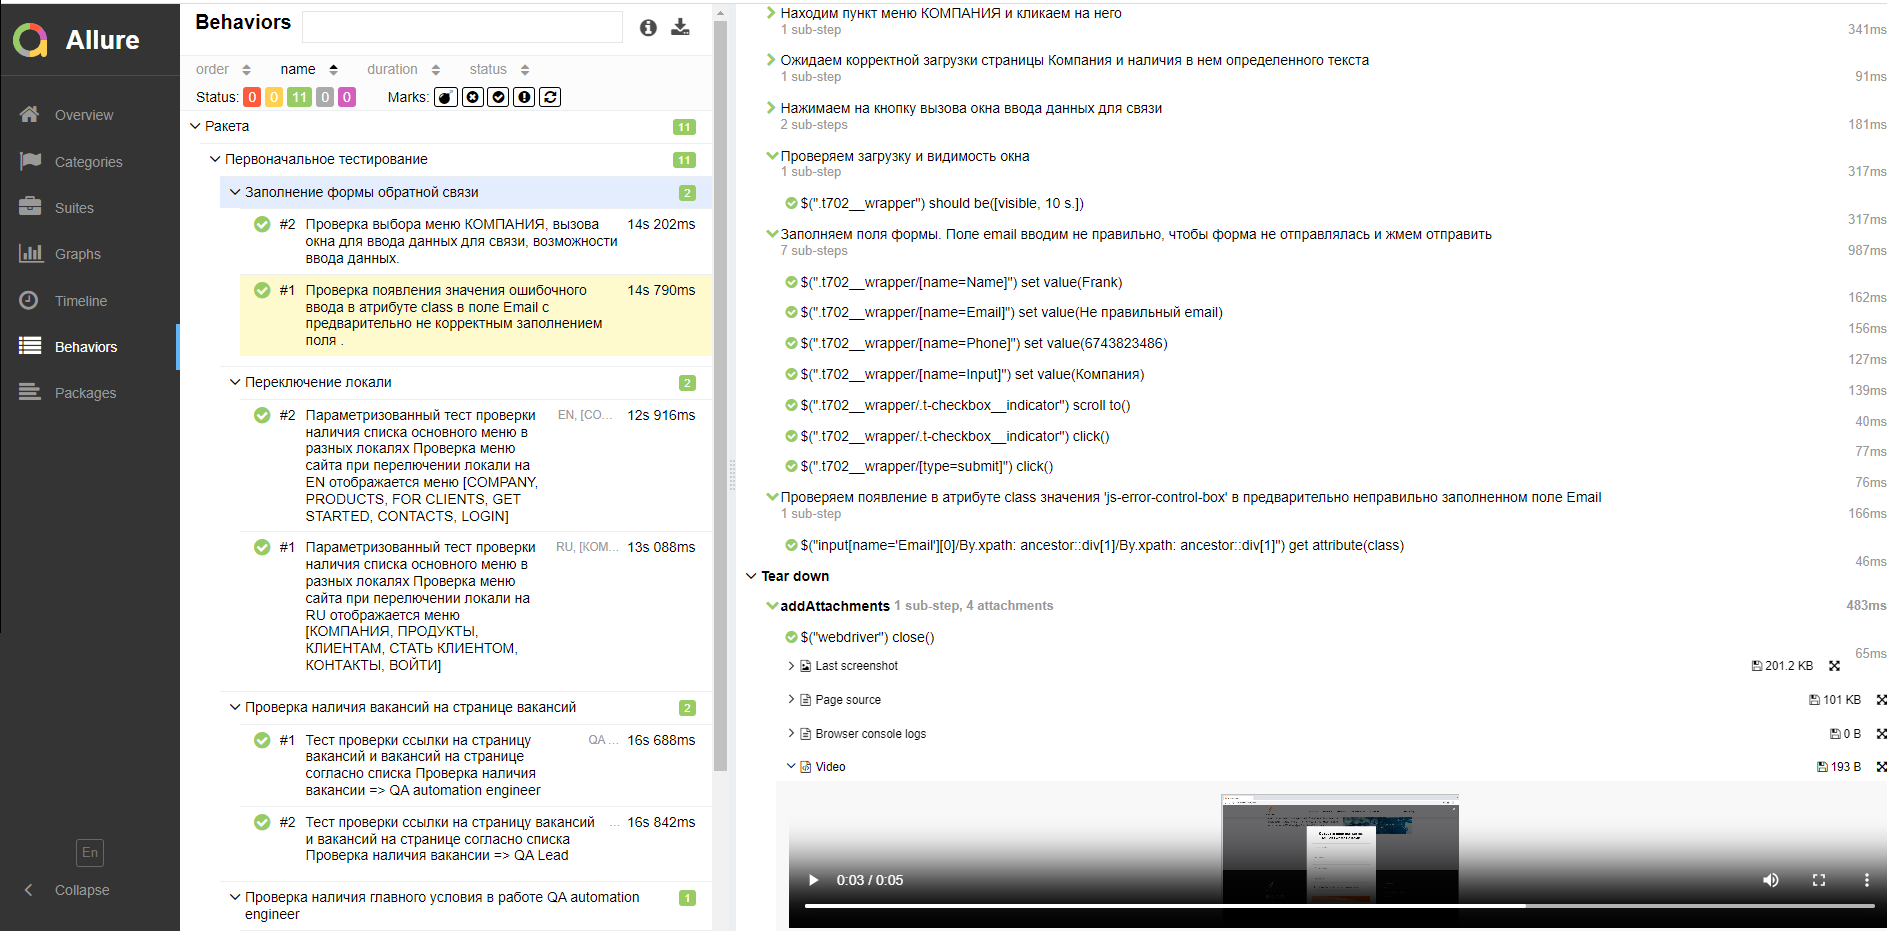 Allure
Overview
Categories
Suites
Graphs
Timeline
Behaviors
Packages
En
Collapse
Behaviors
order name duration status
Status: 0 0 11 0 0 Marks:
Ракета 11
Первоначальное тестирование 11
Заполнение формы обратной связи 2
#2 Проверка выбора меню КОМПАНИЯ, вызова 14s 202ms
окна для ввода данных для связи, возможности
ввода данных.
#1 Проверка появления значения ошибочного 14s 790ms
ввода в атрибуте class в поле Email с
предварительно не корректным заполнением
поля .
Переключение локали 2
#2 Параметризованный тест проверки EN, [CO... 12s 916ms
наличия списка основного меню в
разных локалях Проверка меню
сайта при перелючении локали на
EN отображается меню [COMPANY,
PRODUCTS, FOR CLIENTS, GET
STARTED, CONTACTS, LOGIN]
#1 Параметризованный тест проверки RU, [КОМ... 13s 088ms
наличия списка основного меню в
разных локалях Проверка меню
сайта при перелючении локали на
RU отображается меню
[КОМПАНИЯ, ПРОДУКТЫ,
КЛИЕНТАМ, СТАТЬ КЛИЕНТОМ,
КОНТАКТЫ, ВОЙТИ]
Проверка наличия вакансий на странице вакансий 2
#1 Тест проверки ссылки на страницу QA ... 16s 688ms
вакансий и вакансий на странице
согласно списка Проверка наличия
вакансии => QA automation engineer
#2 Тест проверки ссылки на страницу вакансий ... 16s 842ms
и вакансий на странице согласно списка
Проверка наличия вакансии => QA Lead
Проверка наличия главного условия в работе QA automation 1
engineer
Находим пункт меню КОМПАНИЯ и кликаем на него
1 sub-step 341ms
Ожидаем корректной загрузки страницы Компания и наличия в нем определенного текста
1 sub-step 91ms
Нажимаем на кнопку вызова окна ввода данных для связи
2 sub-steps 181ms
Проверяем загрузку и видимость окна
1 sub-step 317ms
$(".t702__wrapper") should be([visible, 10 s.])
317ms
Заполняем поля формы. Поле email вводим не правильно, чтобы форма не отправлялась и жмем отправить
7 sub-steps 987ms
$(".t702__wrapper/[name=Name]") set value(Frank)
162ms
$(".t702__wrapper/[name=Email]") set value(Не правильный email)
156ms
$(".t702__wrapper/[name=Phone]") set value(6743823486)
127ms
$(".t702__wrapper/[name=Input]") set value(Компания)
139ms
$(".t702__wrapper/.t-checkbox__indicator") scroll to()
40ms
$(".t702__wrapper/.t-checkbox__indicator") click()
77ms
$(".t702__wrapper/[type=submit]") click()
76ms
Проверяем появление в атрибуте class значения 'js-error-control-box' в предварительно неправильно заполненном поле Email
1 sub-step 166ms
$("input[name='Email'][0]/By.xpath: ancestor::div[1]/By.xpath: ancestor::div[1]") get attribute(class)
46ms
Tear down
addAttachments 1 sub-step, 4 attachments 483ms
$("webdriver") close()
65ms
Last screenshot 201.2 KB
Page source 101 KB
Browser console logs 0 B
Video 193 B
0:03 / 0:05